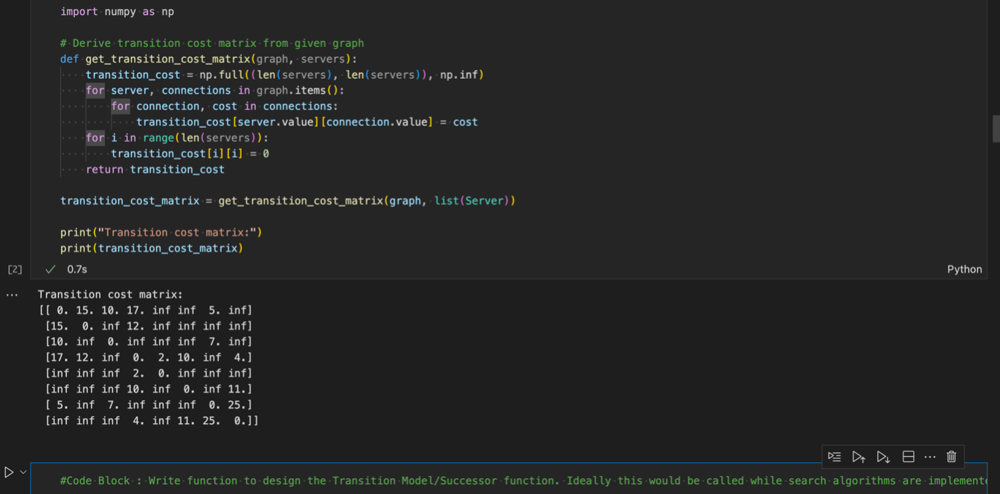 import numpy as np
# Derive transition cost matrix from given graph
def get_transition_cost_matrix(graph, servers):
    transition_cost = np.full((len(servers), len(servers)), np.inf)
    for server, connections in graph.items():
        for connection, cost in connections:
            transition_cost[server.value][connection.value] = cost
    for i in range(len(servers)):
        transition_cost[i][i] = 0
    return transition_cost
transition_cost_matrix = get_transition_cost_matrix(graph, list(Server))
print("Transition cost matrix:")
print(transition_cost_matrix)
[2] ✓ 0.7s Python
... Transition cost matrix:
[[ 0. 15. 10. 17. inf inf  5. inf]
 [15.  0. inf 12. inf inf inf inf]
 [10. inf  0. inf inf inf  7. inf]
 [17. 12. inf  0.  2. 10. inf  4.]
 [inf inf inf  2.  0. inf inf inf]
 [inf inf inf 10. inf  0. inf 11.]
 [ 5. inf  7. inf inf inf  0. 25.]
 [inf inf inf  4. inf 11. 25.  0.]]
#Code Block : Write function to design the Transition Model/Successor function. Ideally this would be called while search algorithms are